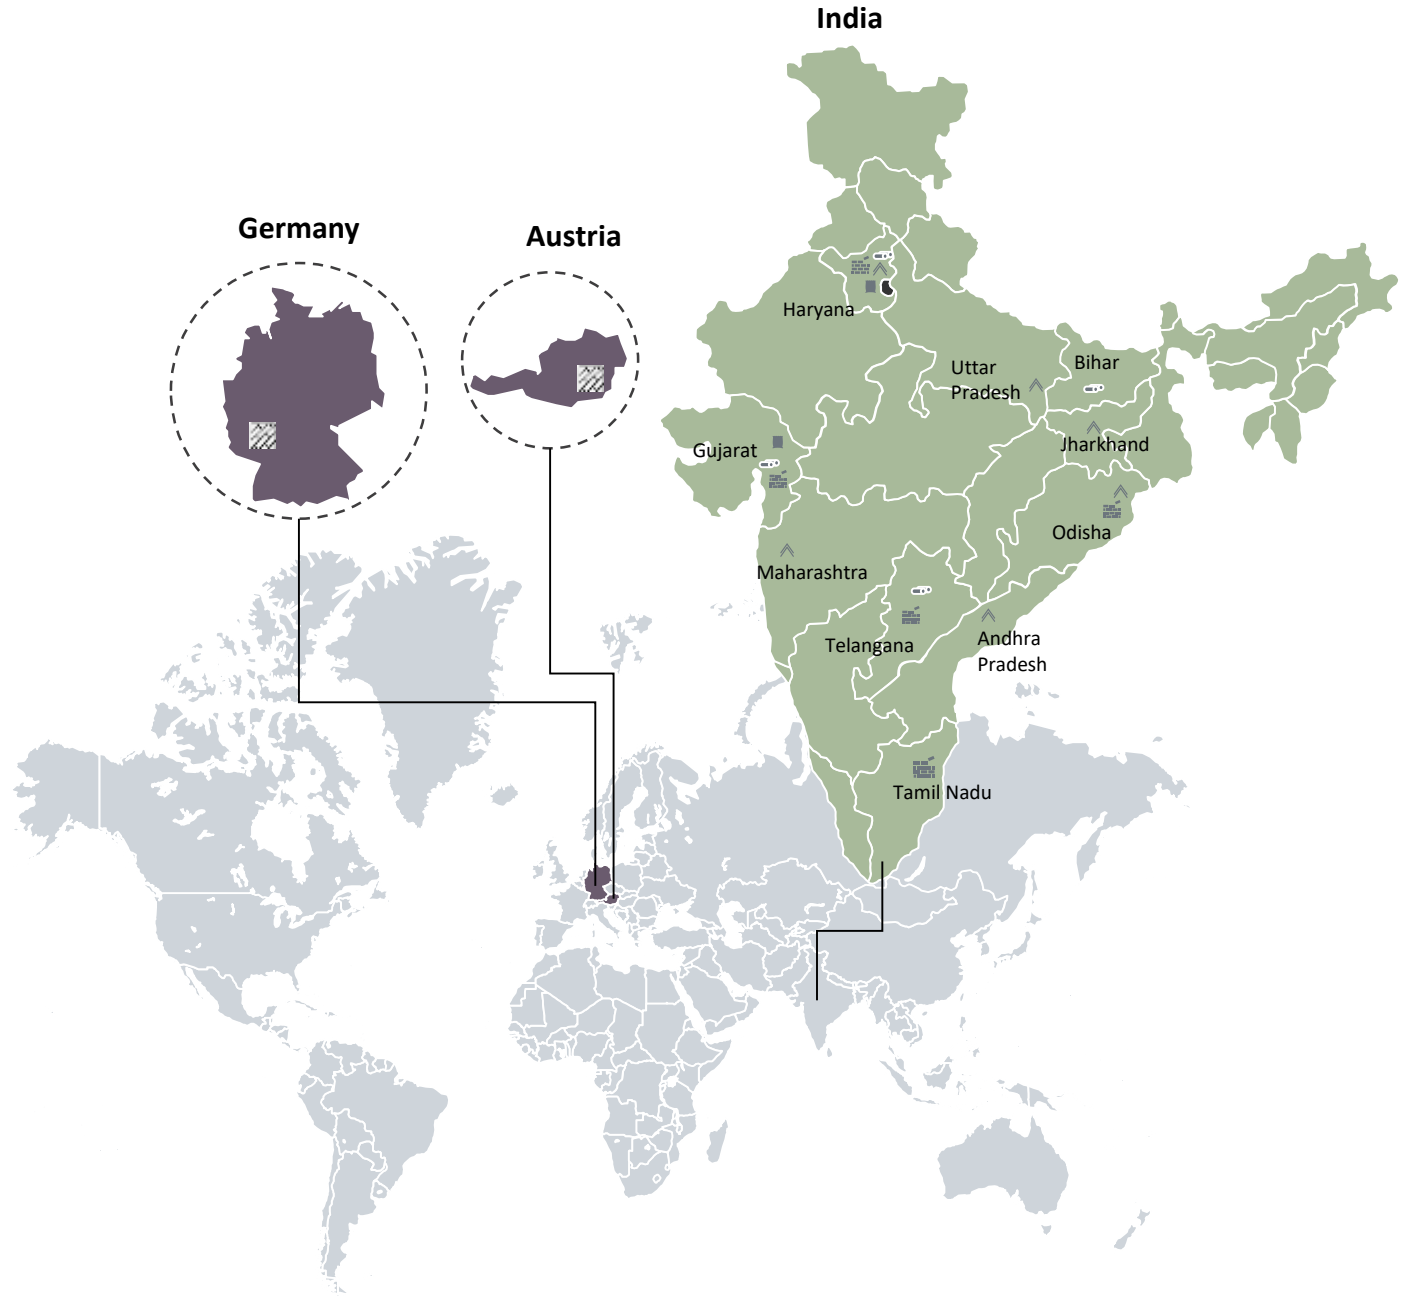 India
Germany
Austria
Haryana
Uttar
Pradesh
Bihar
Gujarat
Jharkhand
Odisha
Maharashtra
Telangana
Andhra
Pradesh
Tamil Nadu